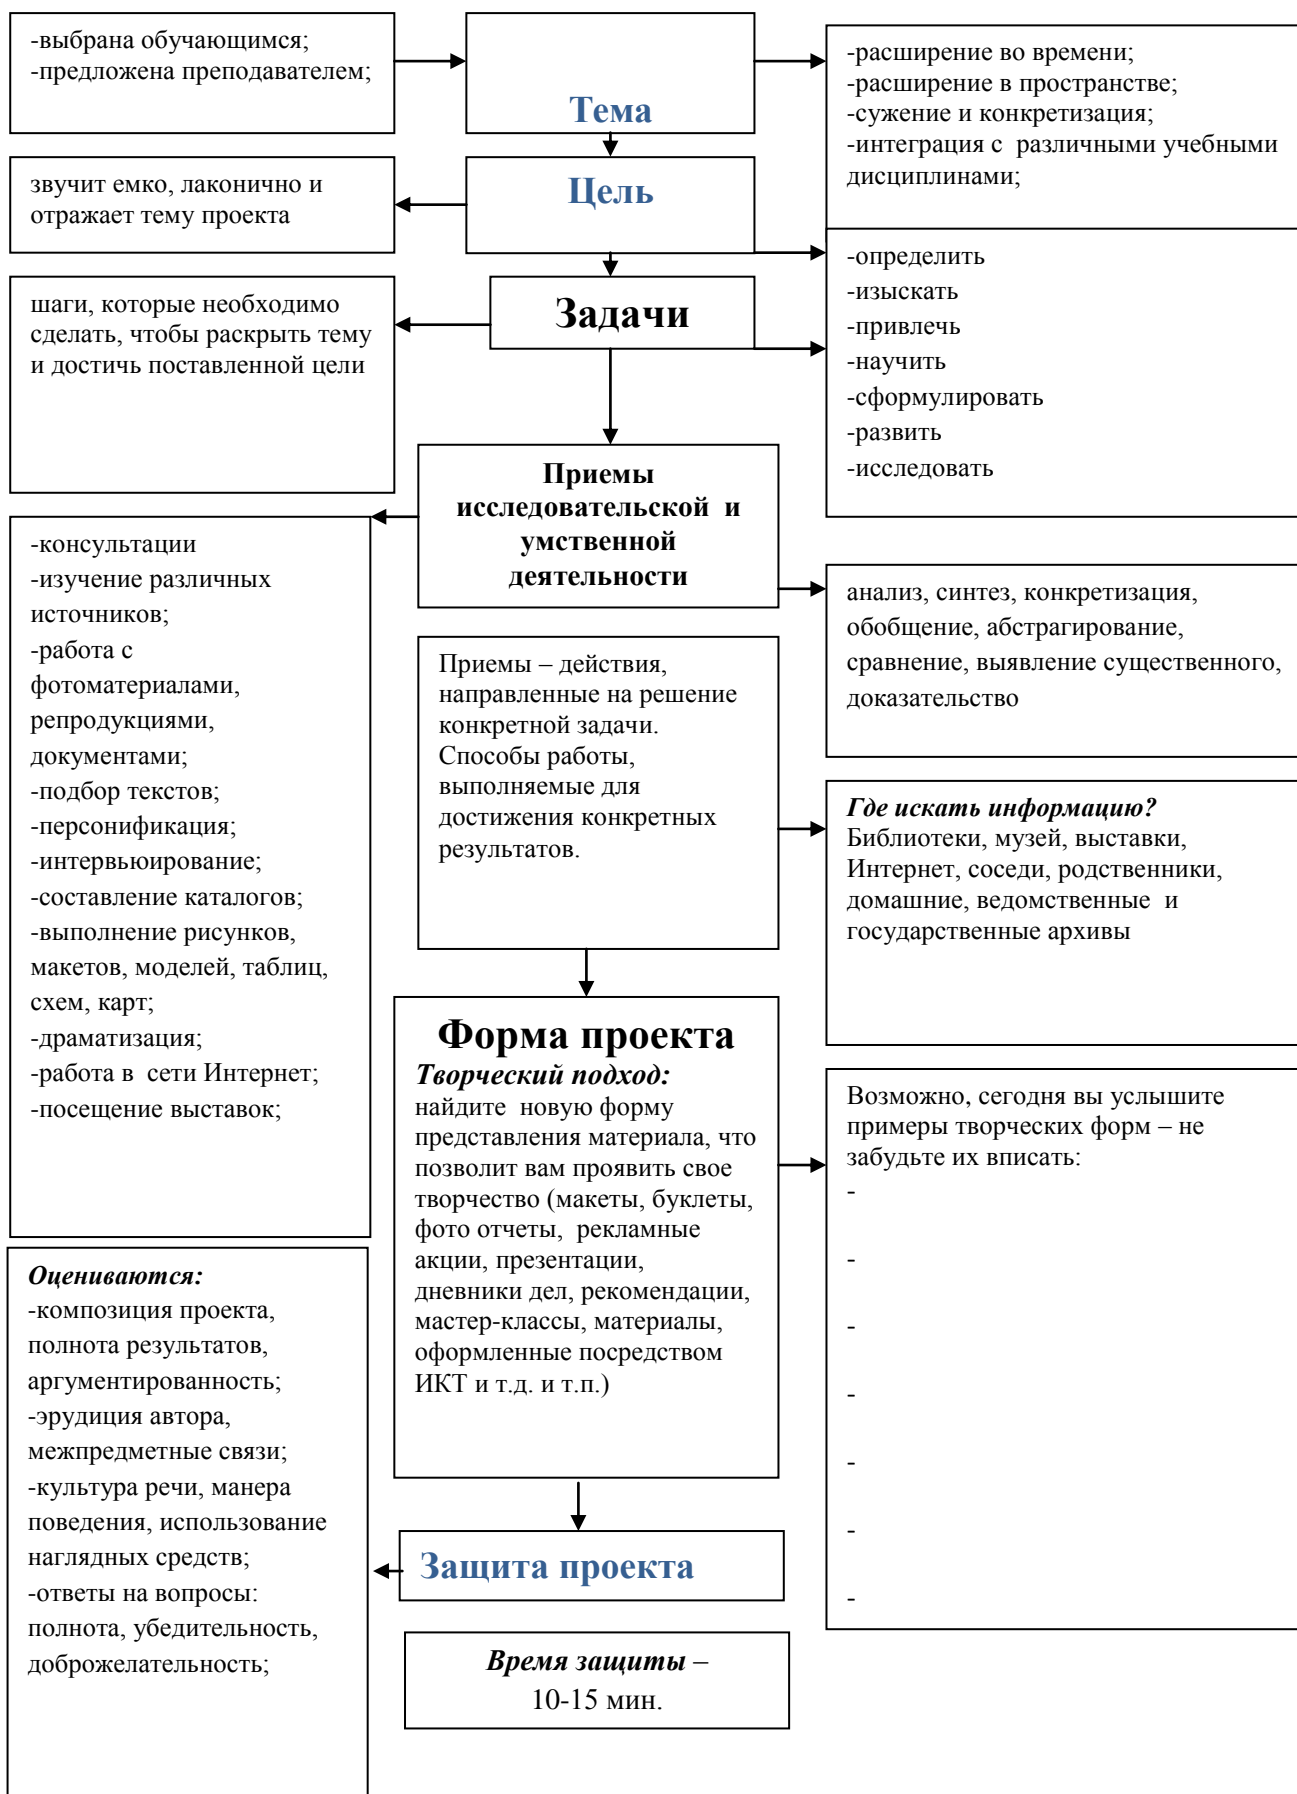 -выбрана обучающимся;
-предложена преподавателем;
Тема
-расширение во времени;
-расширение в пространстве;
-сужение и конкретизация;
-интеграция с различными учебными
дисциплинами;
звучит емко, лаконично и
отражает тему проекта
Цель
шаги, которые необходимо
сделать, чтобы раскрыть тему
и достичь поставленной цели
Задачи
-определить
-изыскать
-привлечь
-научить
-сформулировать
-развить
-исследовать
Приемы
исследовательской и
умственной
деятельности
-консультации
-изучение различных
источников;
-работа с
фотоматериалами,
репродукциями,
документами;
-подбор текстов;
-персонификация;
-интервьюирование;
-составление каталогов;
-выполнение рисунков,
макетов, моделей, таблиц,
схем, карт;
-драматизация;
-работа в сети Интернет;
-посещение выставок;
анализ, синтез, конкретизация,
обобщение, абстрагирование,
сравнение, выявление существенного,
доказательство
Приемы – действия,
направленные на решение
конкретной задачи.
Способы работы,
выполняемые для
достижения конкретных
результатов.
Где искать информацию?
Библиотеки, музей, выставки,
Интернет, соседи, родственники,
домашние, ведомственные и
государственные архивы
Форма проекта
Творческий подход:
найдите новую форму
представления материала, что
позволит вам проявить свое
творчество (макеты, буклеты,
фото отчеты, рекламные
акции, презентации,
дневники дел, рекомендации,
мастер-классы, материалы,
оформленные посредством
ИКТ и т.д. и т.п.)
Возможно, сегодня вы услышите
примеры творческих форм – не
забудьте их вписать:
-
-
-
-
-
-
-
Оцениваются:
-композиция проекта,
полнота результатов,
аргументированность;
-эрудиция автора,
межпредметные связи;
-культура речи, манера
поведения, использование
наглядных средств;
-ответы на вопросы:
полнота, убедительность,
доброжелательность;
Защита проекта
Время защиты –
10-15 мин.